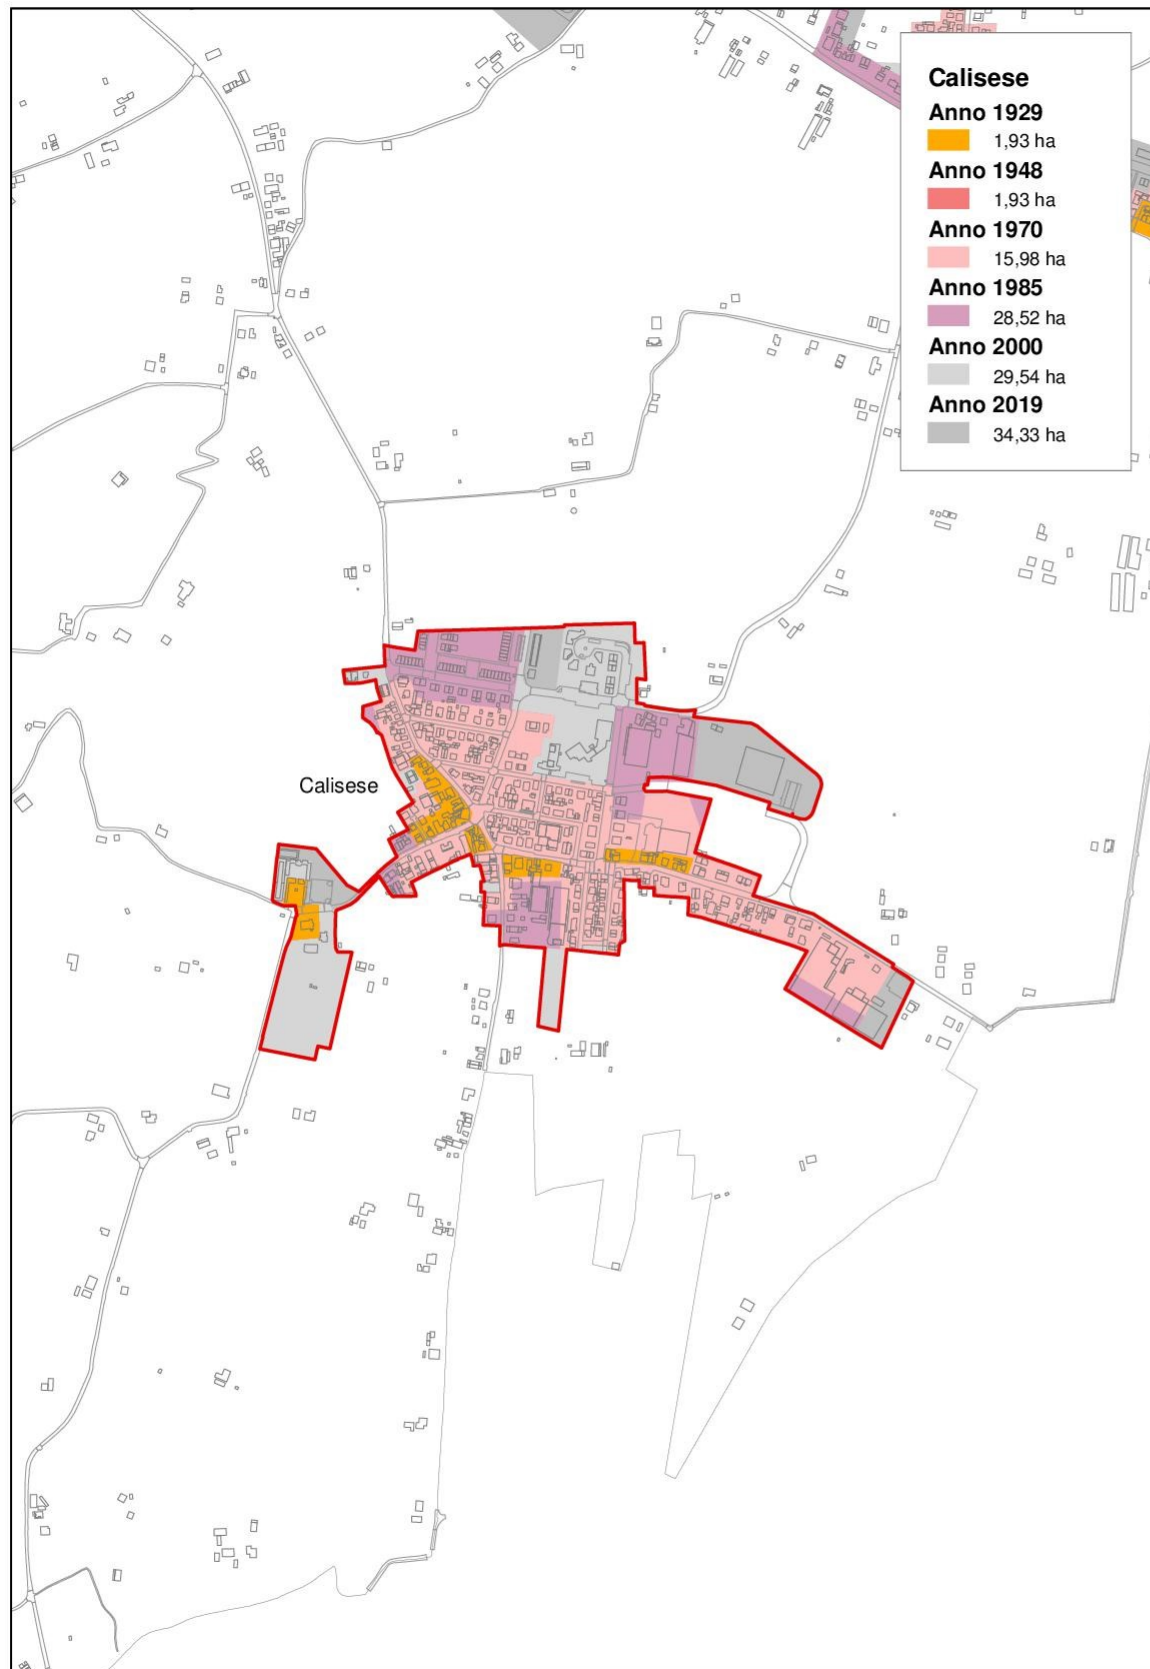 Calisese
Anno 1929
1,93 ha
Anno 1948
1,93 ha
Anno 1970
15,98 ha
Anno 1985
28,52 ha
Anno 2000
29,54 ha
Anno 2019
34,33 ha
Calisese